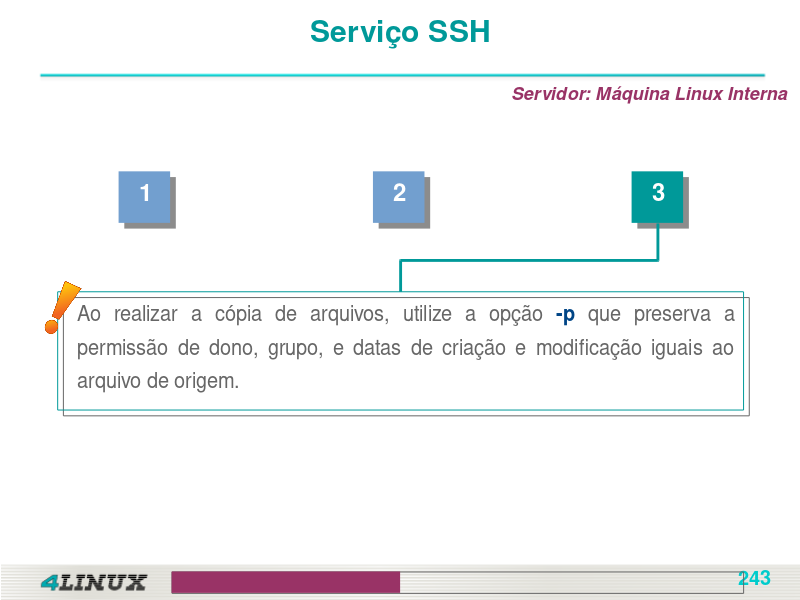 Serviço SSH
Servidor: Máquina Linux Interna
1 2 3
Ao realizar a cópia de arquivos, utilize a opção -p que preserva a
permissão de dono, grupo, e datas de criação e modificação iguais ao
arquivo de origem.
4LINUX
243